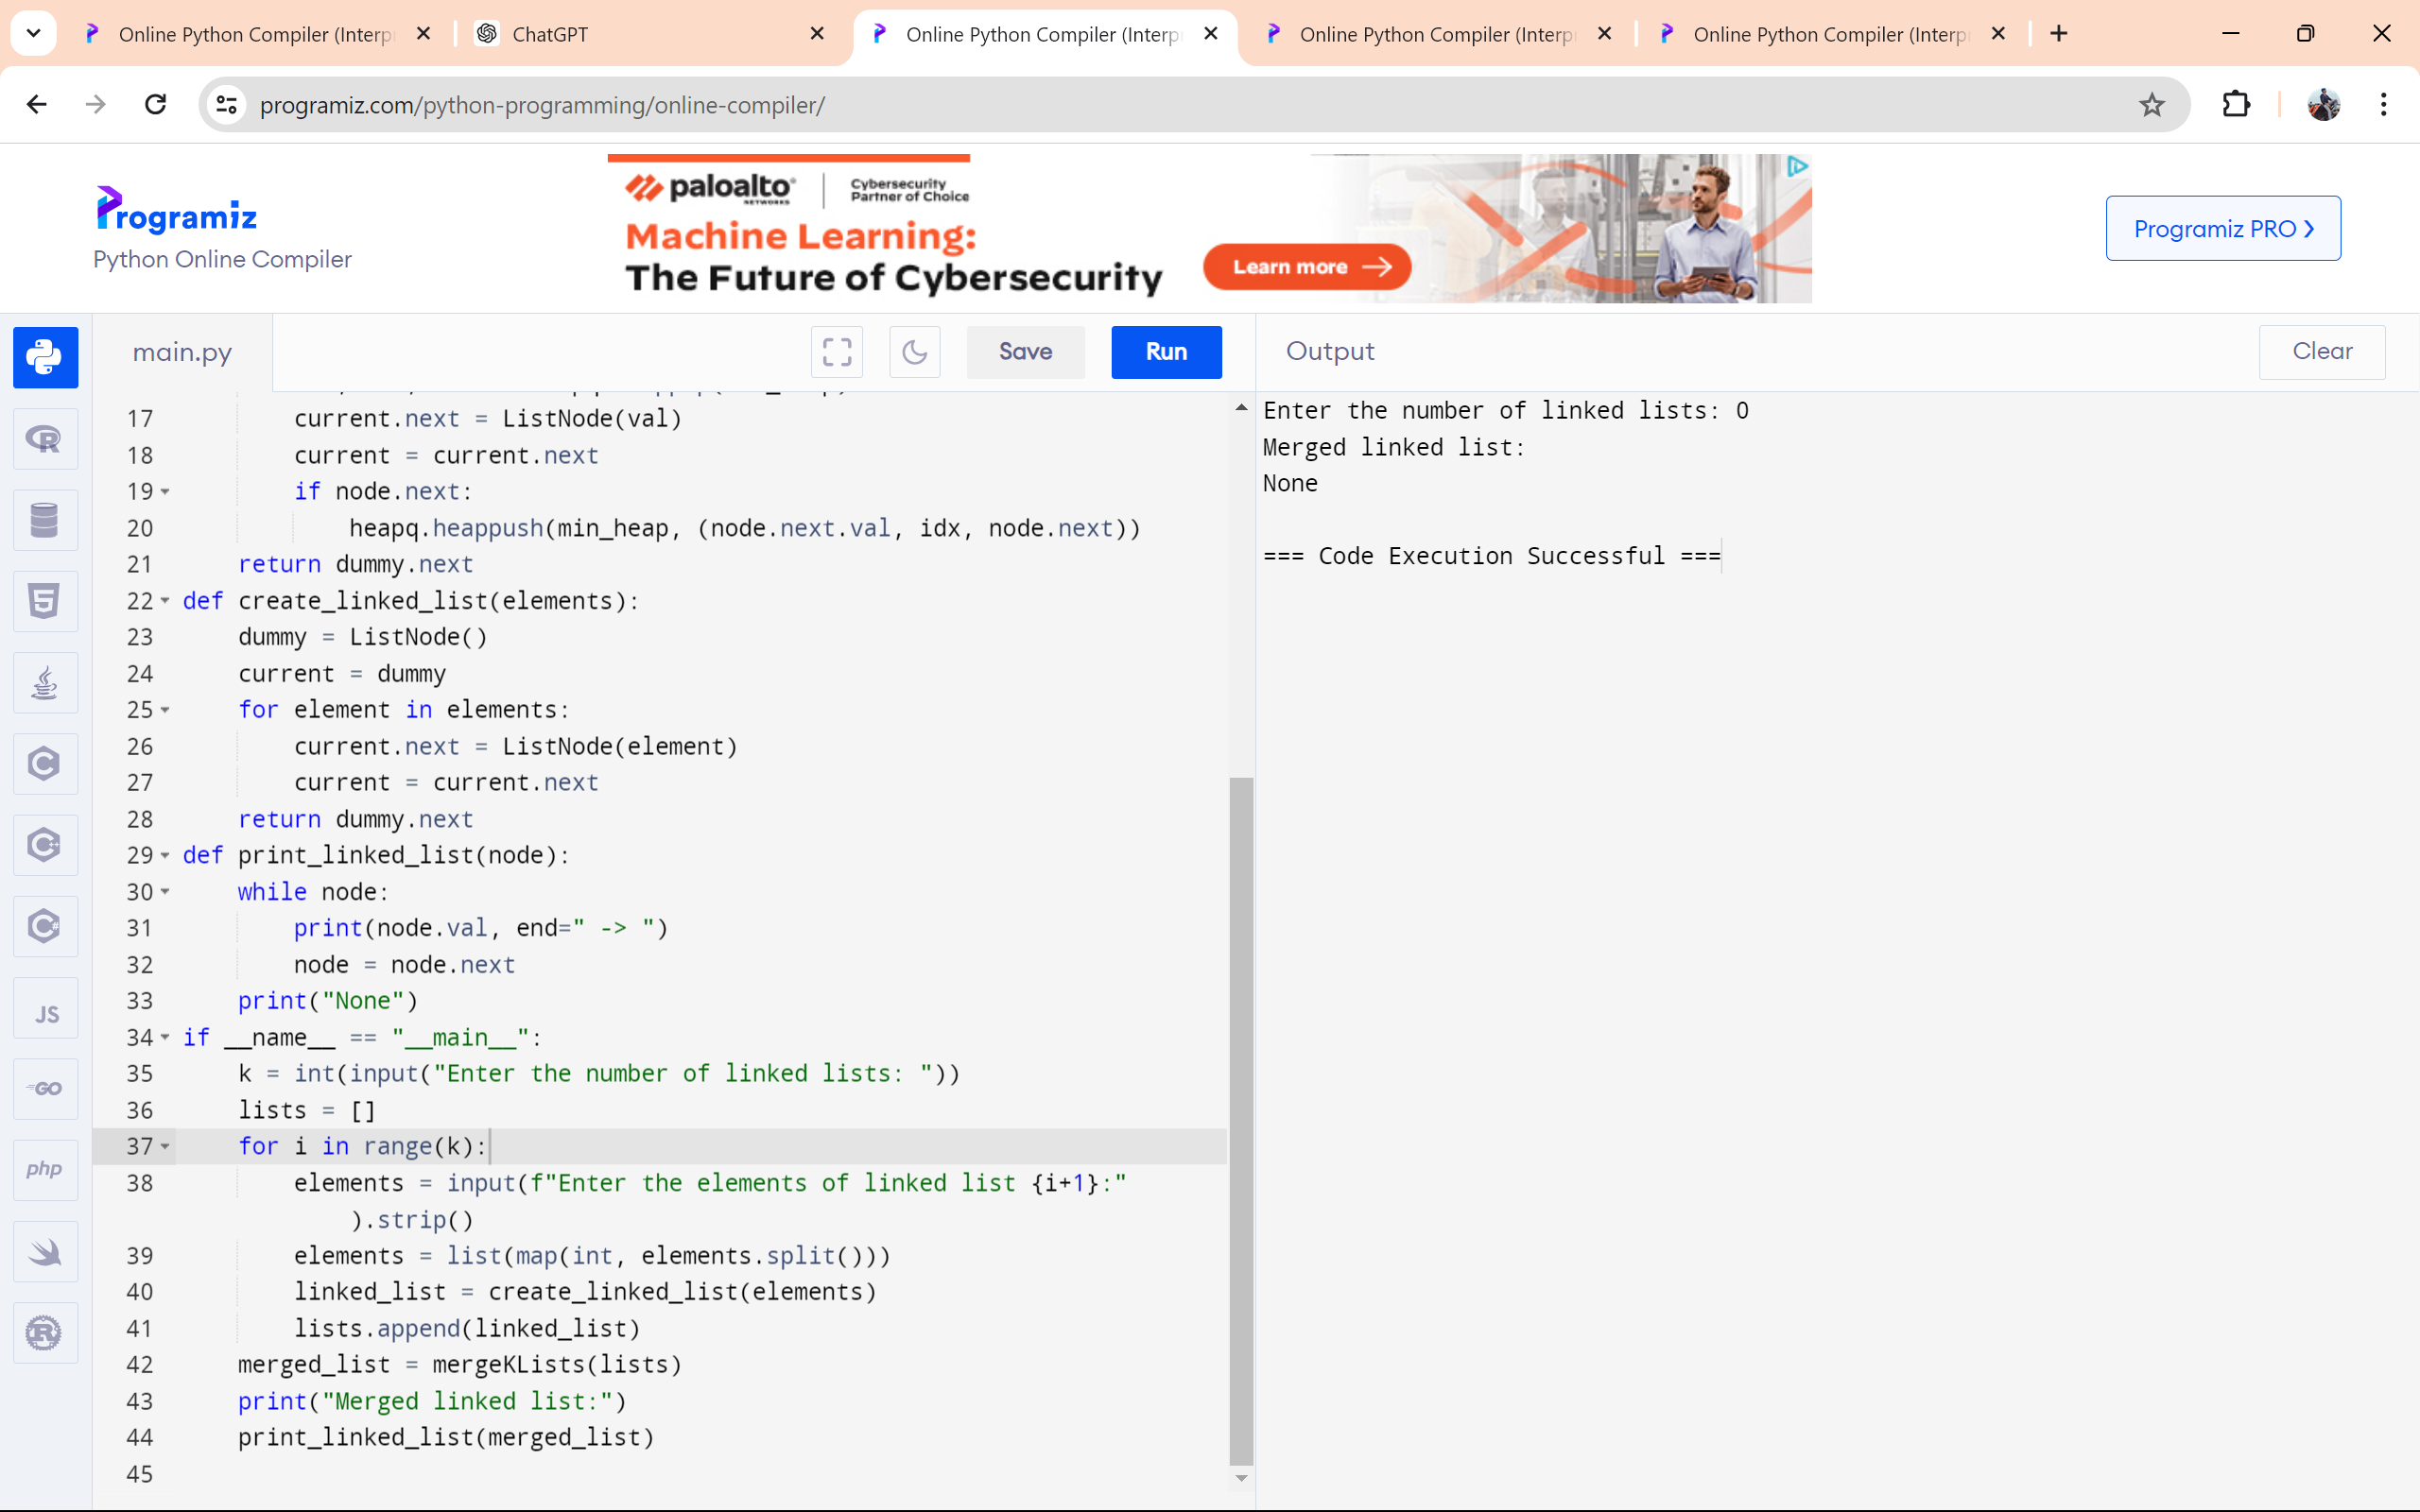 Online Python Compiler (Interp
ChatGPT
Online Python Compiler (Interp
Online Python Compiler (Interp
Online Python Compiler (Interp
programiz.com/python-programming/online-compiler/
Programiz
Python Online Compiler
paloalto NETWORKS
Cybersecurity
Partner of Choice
Machine Learning:
The Future of Cybersecurity
Learn more
Programiz PRO
main.py
Save
Run
Output
Clear
17 current.next = ListNode(val)
18 current = current.next
19 if node.next:
20 heapq.heappush(min_heap, (node.next.val, idx, node.next))
21 return dummy.next
22 def create_linked_list(elements):
23 dummy = ListNode()
24 current = dummy
25 for element in elements:
26 current.next = ListNode(element)
27 current = current.next
28 return dummy.next
29 def print_linked_list(node):
30 while node:
31 print(node.val, end=" -> ")
32 node = node.next
33 print("None")
34 if __name__ == "__main__":
35 k = int(input("Enter the number of linked lists: "))
36 lists = []
37 for i in range(k):
38 elements = input(f"Enter the elements of linked list {i+1}:"
).strip()
39 elements = list(map(int, elements.split()))
40 linked_list = create_linked_list(elements)
41 lists.append(linked_list)
42 merged_list = mergeKLists(lists)
43 print("Merged linked list:")
44 print_linked_list(merged_list)
45
Enter the number of linked lists: 0
Merged linked list:
None
=== Code Execution Successful ===
R
5
C
C++
C#
JS
GO
php
R